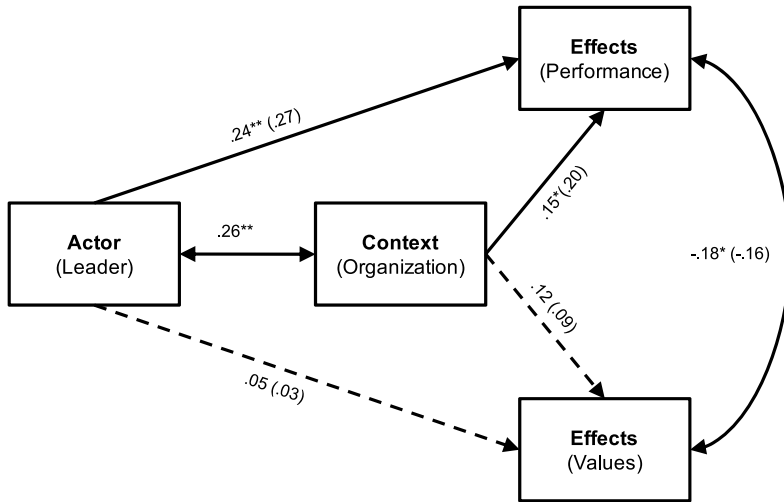 Effects
(Performance)
.24** (.27)
.15*(.20)
Actor
(Leader)
.26**
Context
(Organization)
-.18* (-.16)
.12 (.09)
.05 (.03)
Effects
(Values)